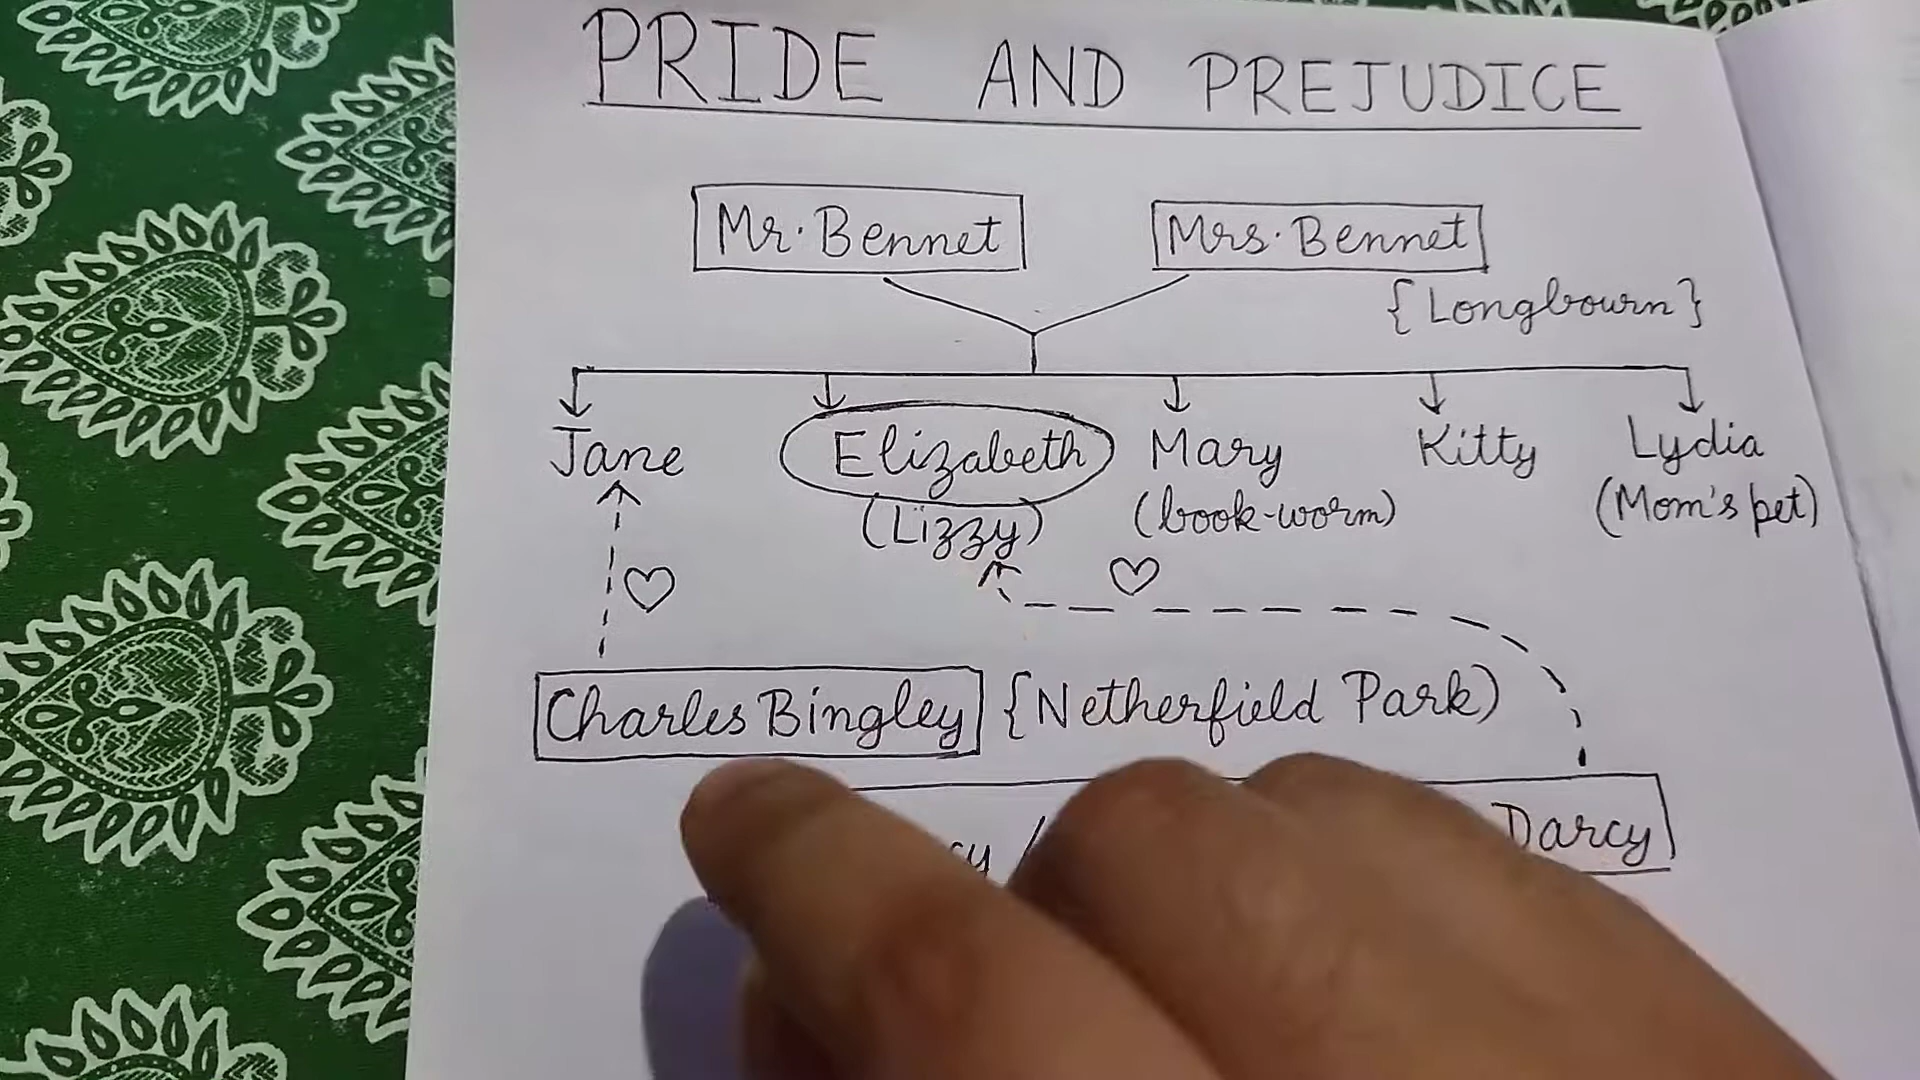 PRIDE AND PREJUDICE
Mr. Bennet
Mrs. Bennet
{Longbourn}
Jane
Elizabeth
Mary
Kitty
Lydia
(Lizzy)
(book-worm)
(Mom's pet)
Charles Bingley {Netherfield Park)
/ Darcy